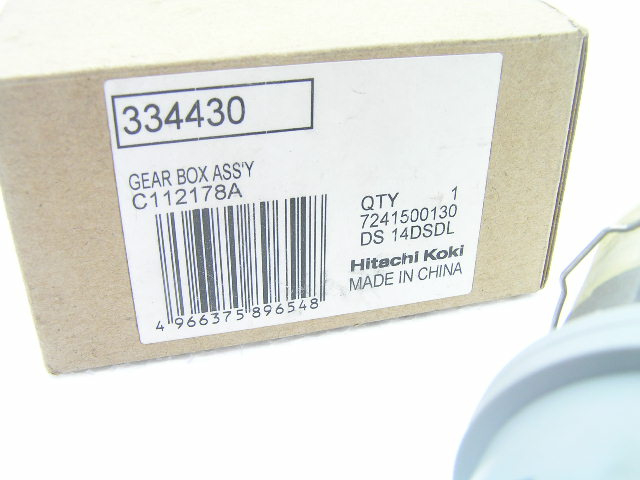 334430
GEAR BOX ASS'Y
C112178A
QTY 1
7241500130
DS 14DSDL
Hitachi Koki
MADE IN CHINA
4 966375 896548